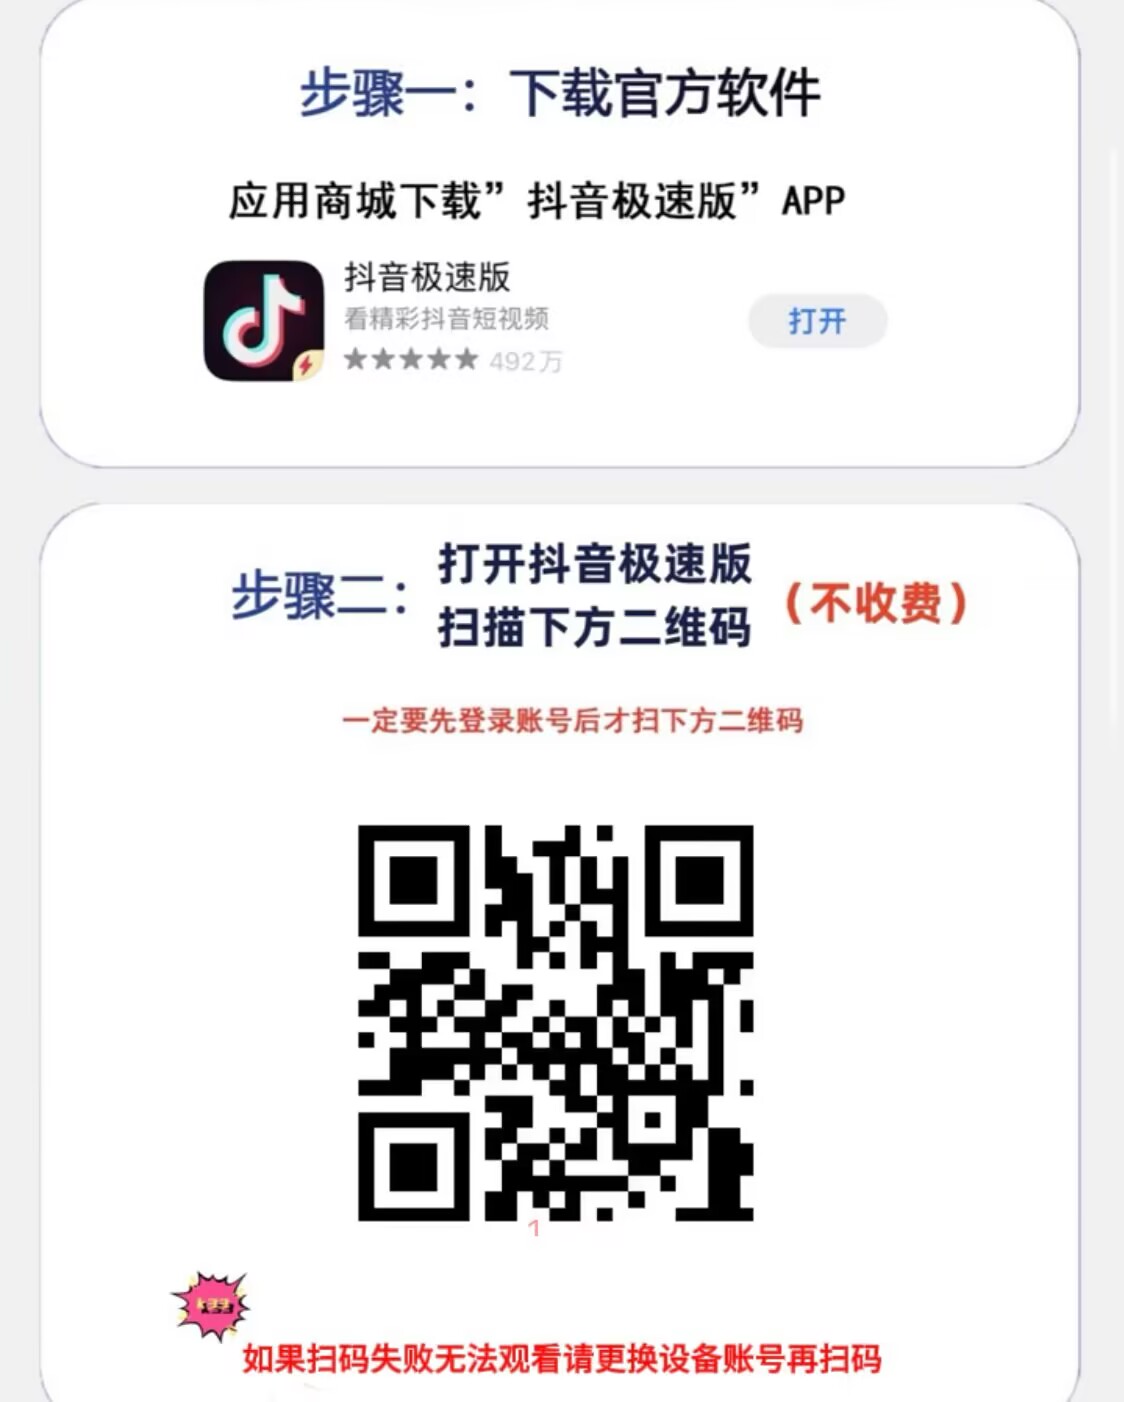 步骤一：下载官方软件
应用商城下载”抖音极速版”APP
抖音极速版
看精彩抖音短视频
★★★★★ 492万
打开
步骤二：
打开抖音极速版
扫描下方二维码
（不收费）
一定要先登录账号后才扫下方二维码
1
如果扫码失败无法观看请更换设备账号再扫码